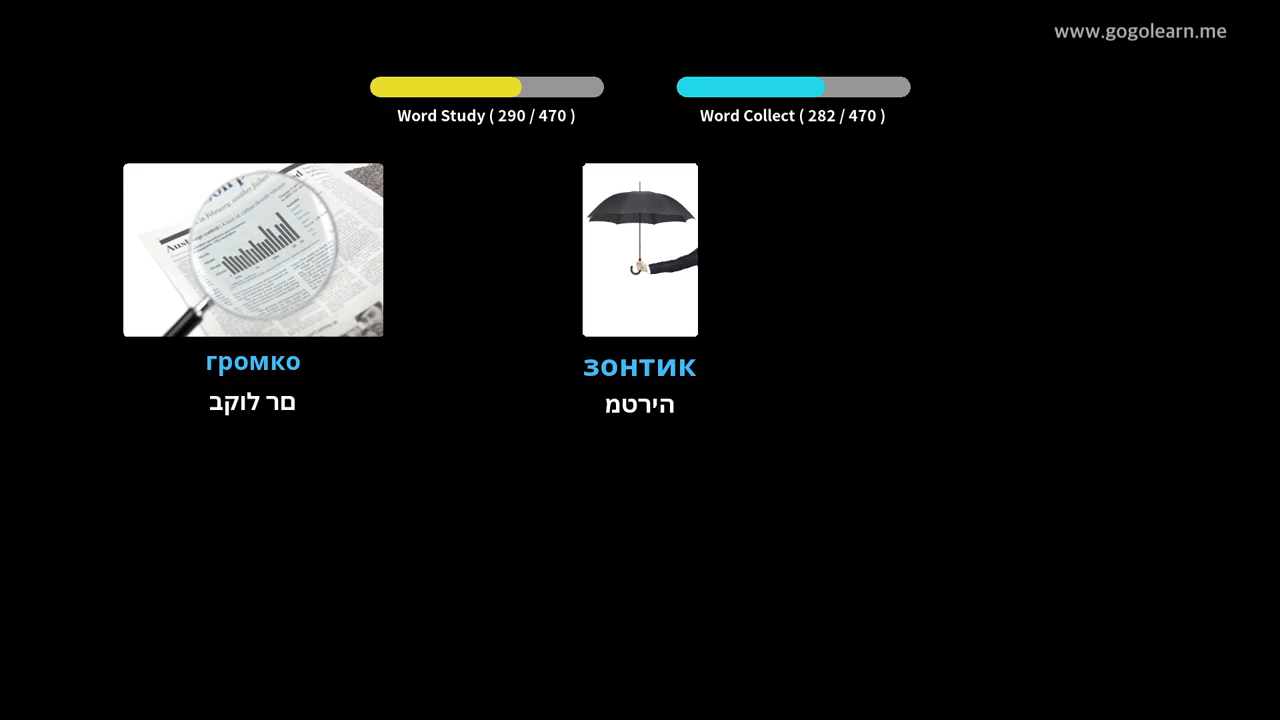 www.gogolearn.me
Word Study ( 290 / 470 )
Word Collect ( 282 / 470 )
громко
בקול רם
зонтик
מטריה